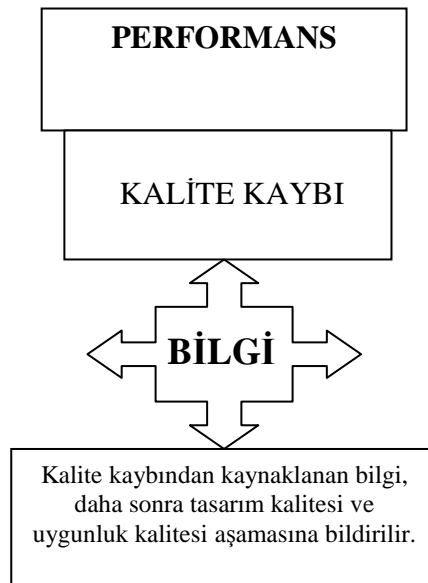 PERFORMANS
KALİTE KAYBI
BİLGİ
Kalite kaybından kaynaklanan bilgi,
daha sonra tasarım kalitesi ve
uygunluk kalitesi aşamasına bildirilir.